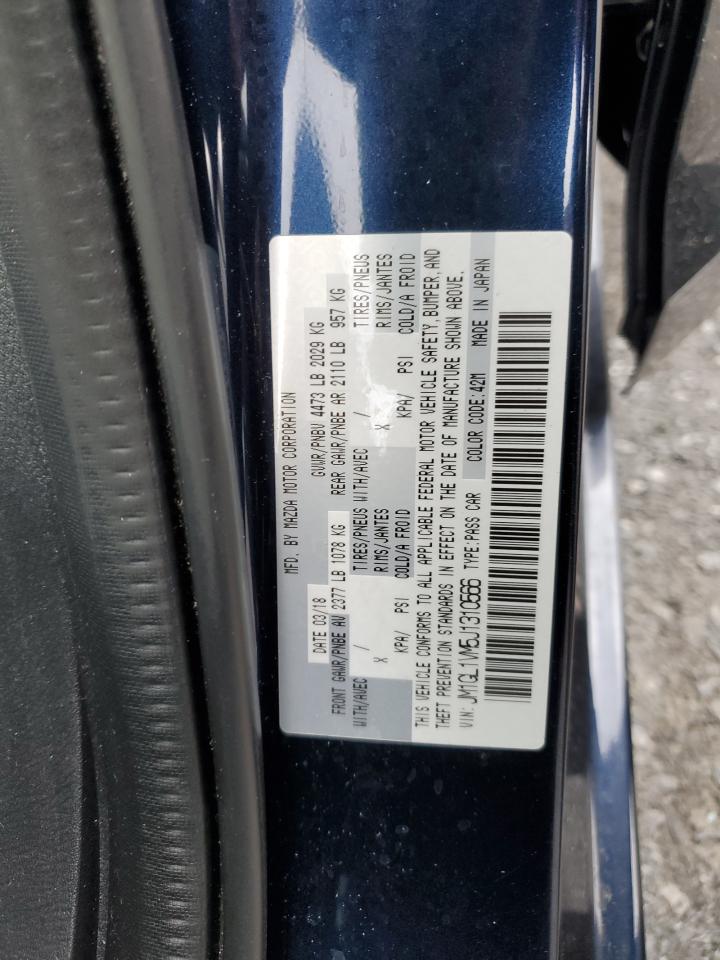 MFD. BY MAZDA MOTOR CORPORATION
DATE 03/18 GVWR/PNBV 4473 LB 2029 KG
FRONT GAWR/PNBE AV 2377 LB 1078 KG REAR GAWR/PNBE AR 2110 LB 957 KG
WITH/AVEC / TIRES/PNEUS WITH/AVEC / TIRES/PNEUS
X RIMS/JANTES X RIMS/JANTES
KPA/ PSI COLD/A FROID KPA/ PSI COLD/A FROID
THIS VEHICLE CONFORMS TO ALL APPLICABLE FEDERAL MOTOR VEHICLE SAFETY, BUMPER, AND
THEFT PREVENTION STANDARDS IN EFFECT ON THE DATE OF MANUFACTURE SHOWN ABOVE.
VIN: JM1GL1VM5J1310566 TYPE: PASS CAR COLOR CODE: 42M MADE IN JAPAN